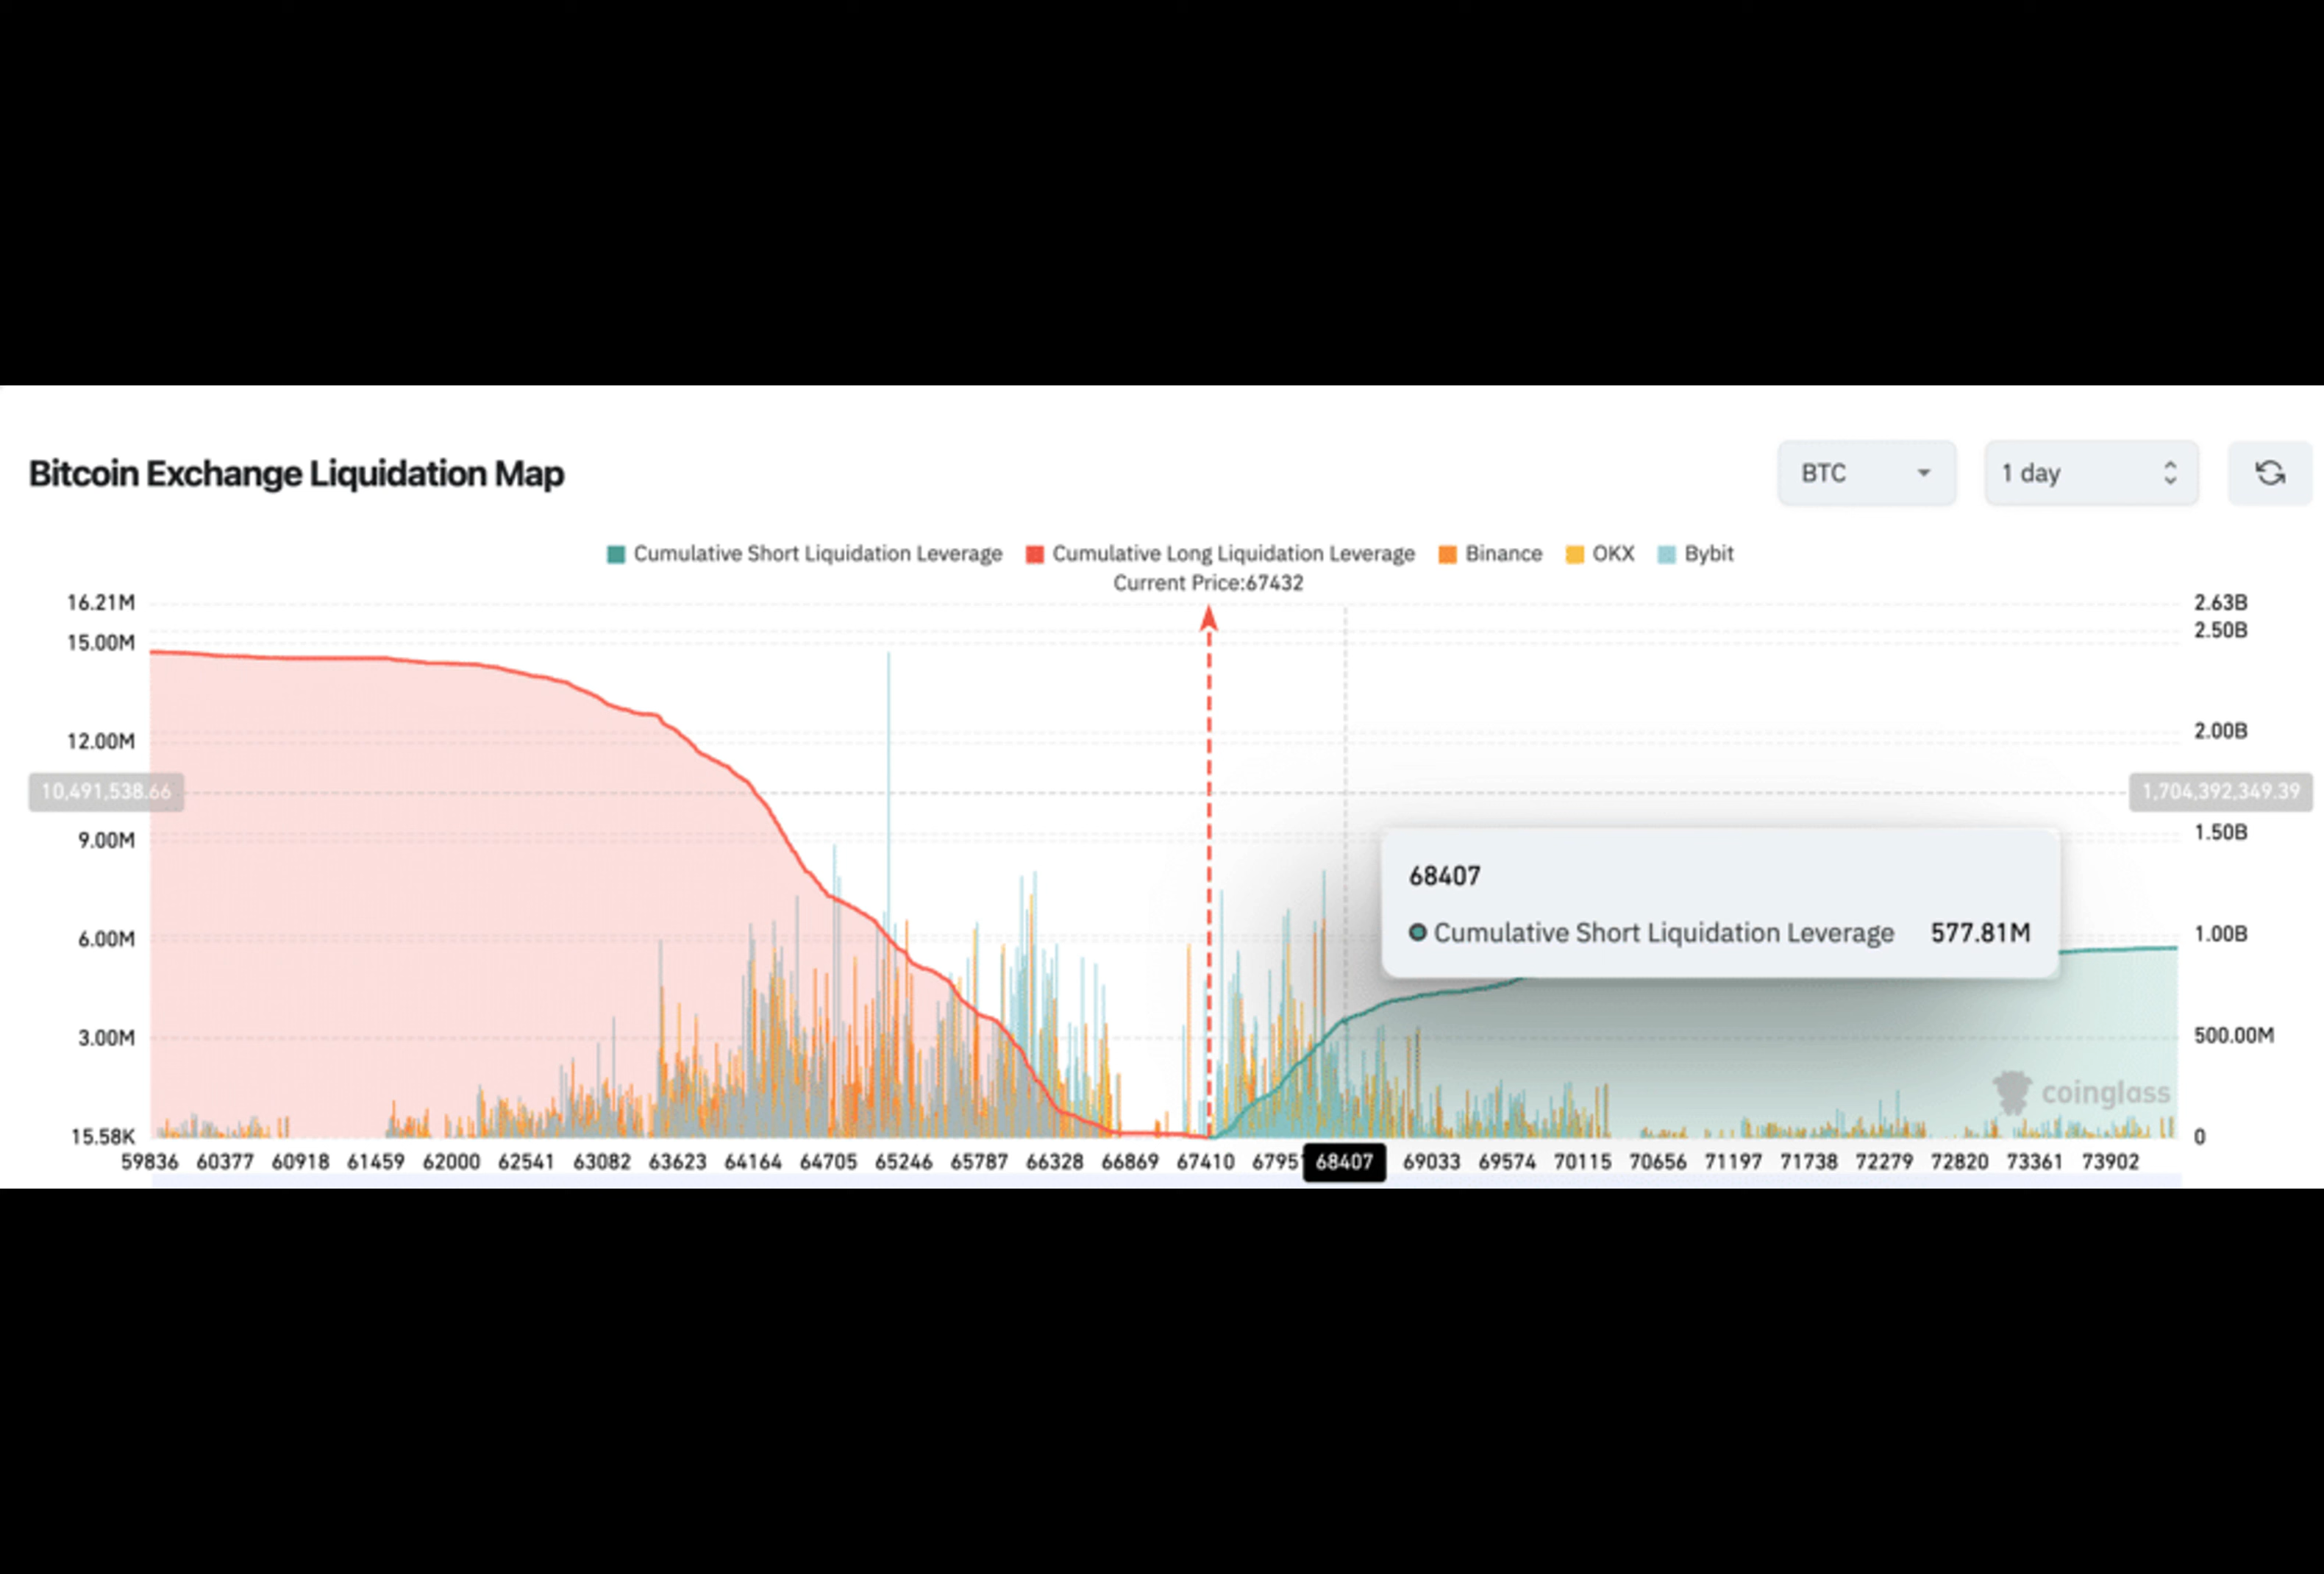 Bitcoin Exchange Liquidation Map
BTC
1 day
Cumulative Short Liquidation Leverage Cumulative Long Liquidation Leverage Binance OKX Bybit
Current Price:67432
16.21M
15.00M
12.00M
10,491,538.66
9.00M
6.00M
3.00M
15.58K
2.63B
2.50B
2.00B
1,704,392,349.39
1.50B
1.00B
500.00M
0
68407
Cumulative Short Liquidation Leverage 577.81M
coinglass
59836 60377 60918 61459 62000 62541 63082 63623 64164 64705 65246 65787 66328 66869 67410 6795 68407 69033 69574 70115 70656 71197 71738 72279 72820 73361 73902